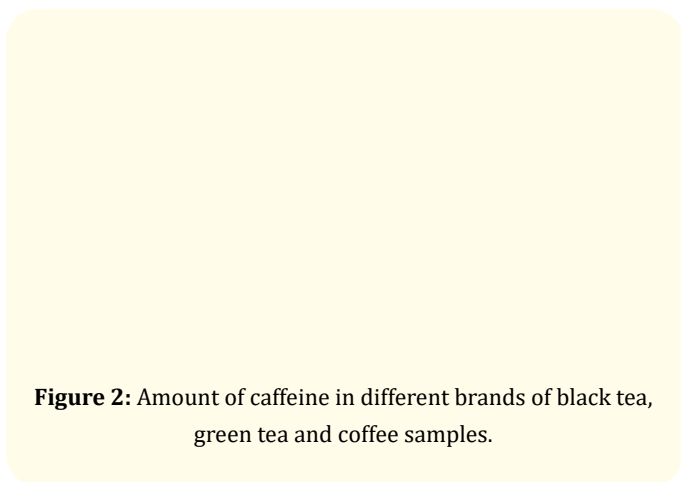 Figure 2: Amount of caffeine in different brands of black tea,
green tea and coffee samples.